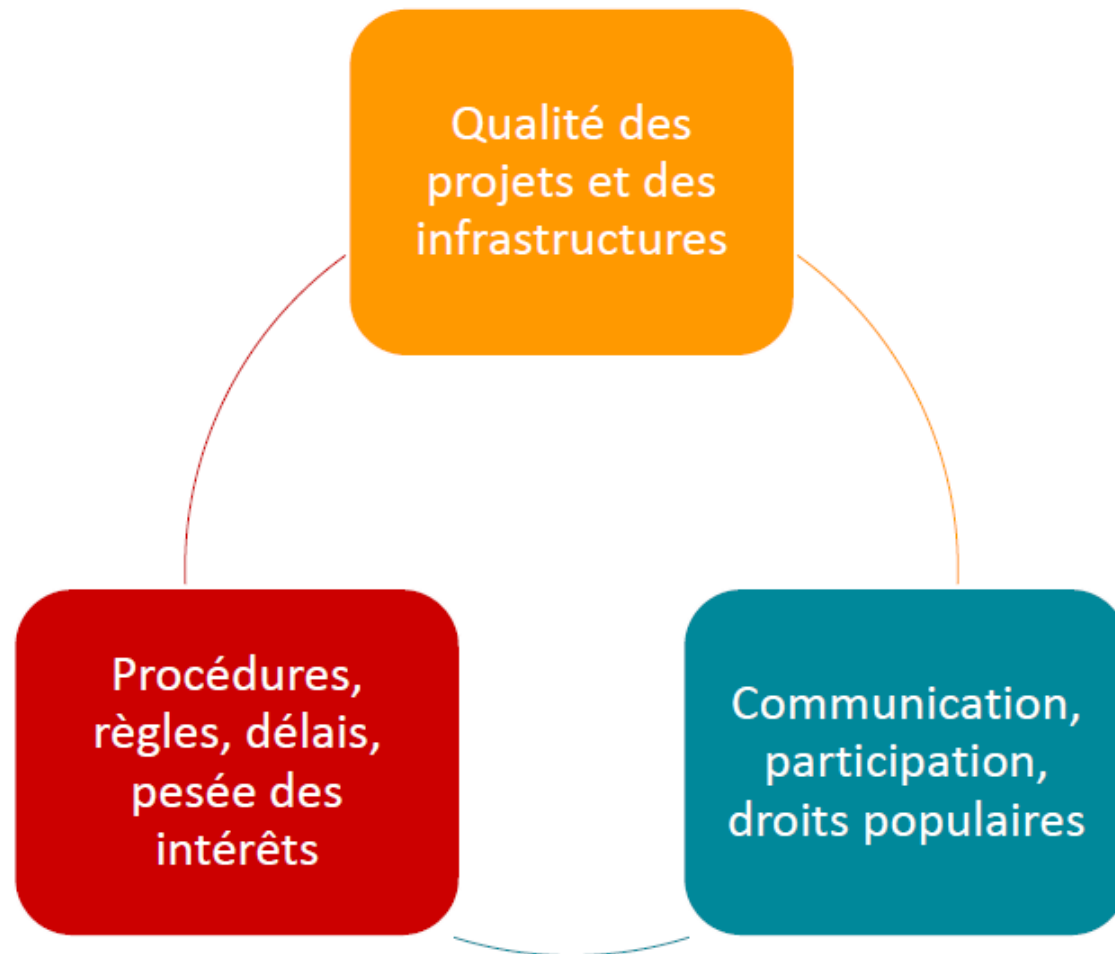 Qualité des
projets et des
infrastructures
Procédures,
règles, délais,
pesée des
intérêts
Communication,
participation,
droits populaires